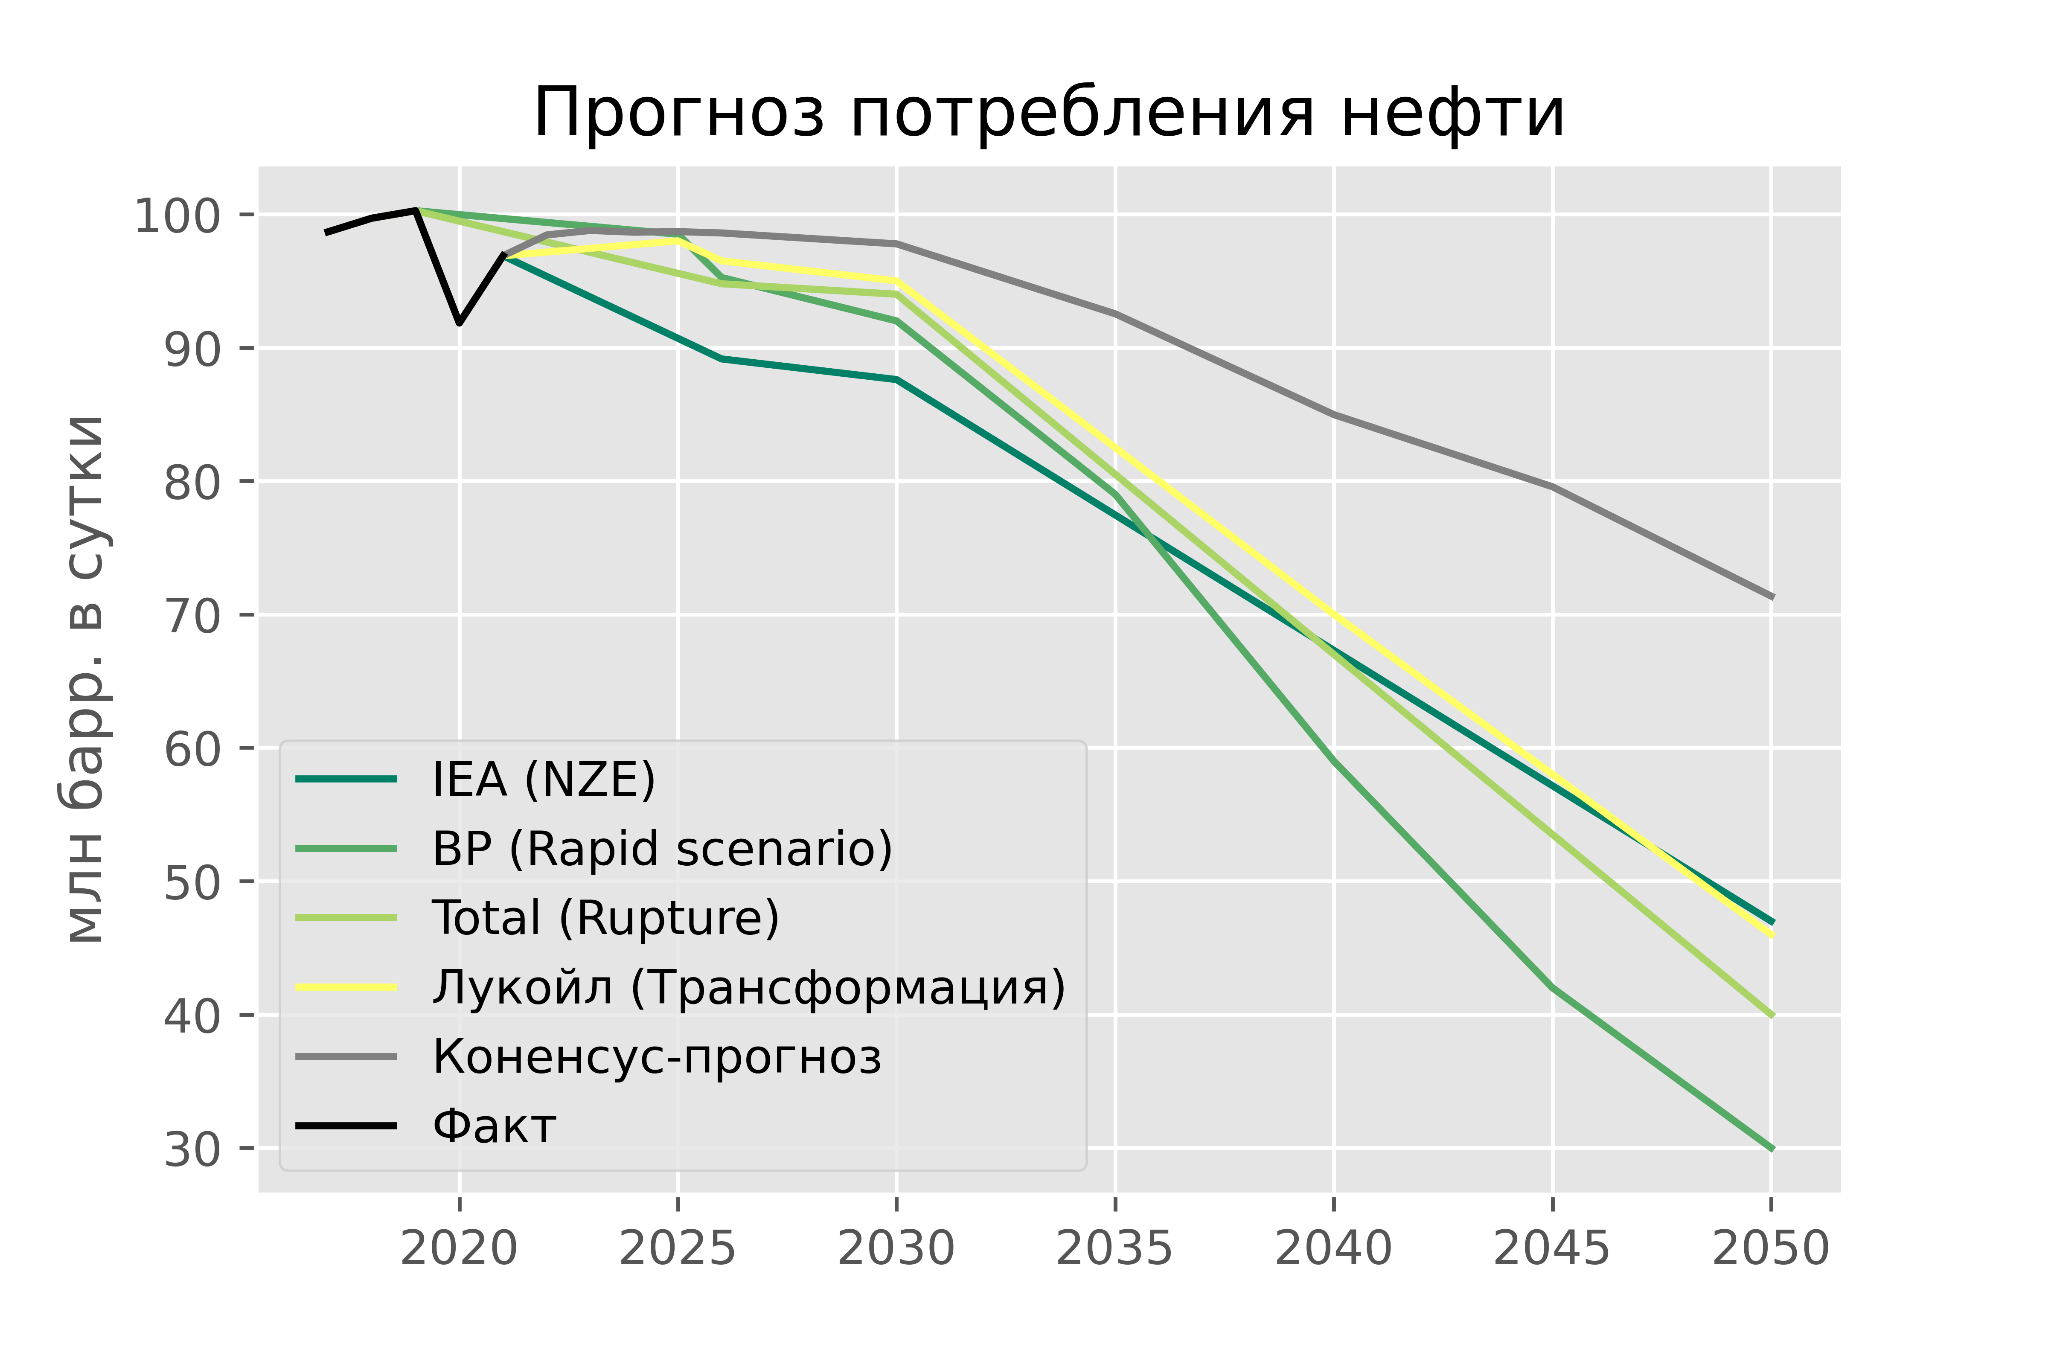 Прогноз потребления нефти
млн барр. в сутки
100
90
80
70
60
50
40
30
IEA (NZE)
BP (Rapid scenario)
Total (Rupture)
Лукойл (Трансформация)
Коненсус-прогноз
Факт
2020 2025 2030 2035 2040 2045 2050